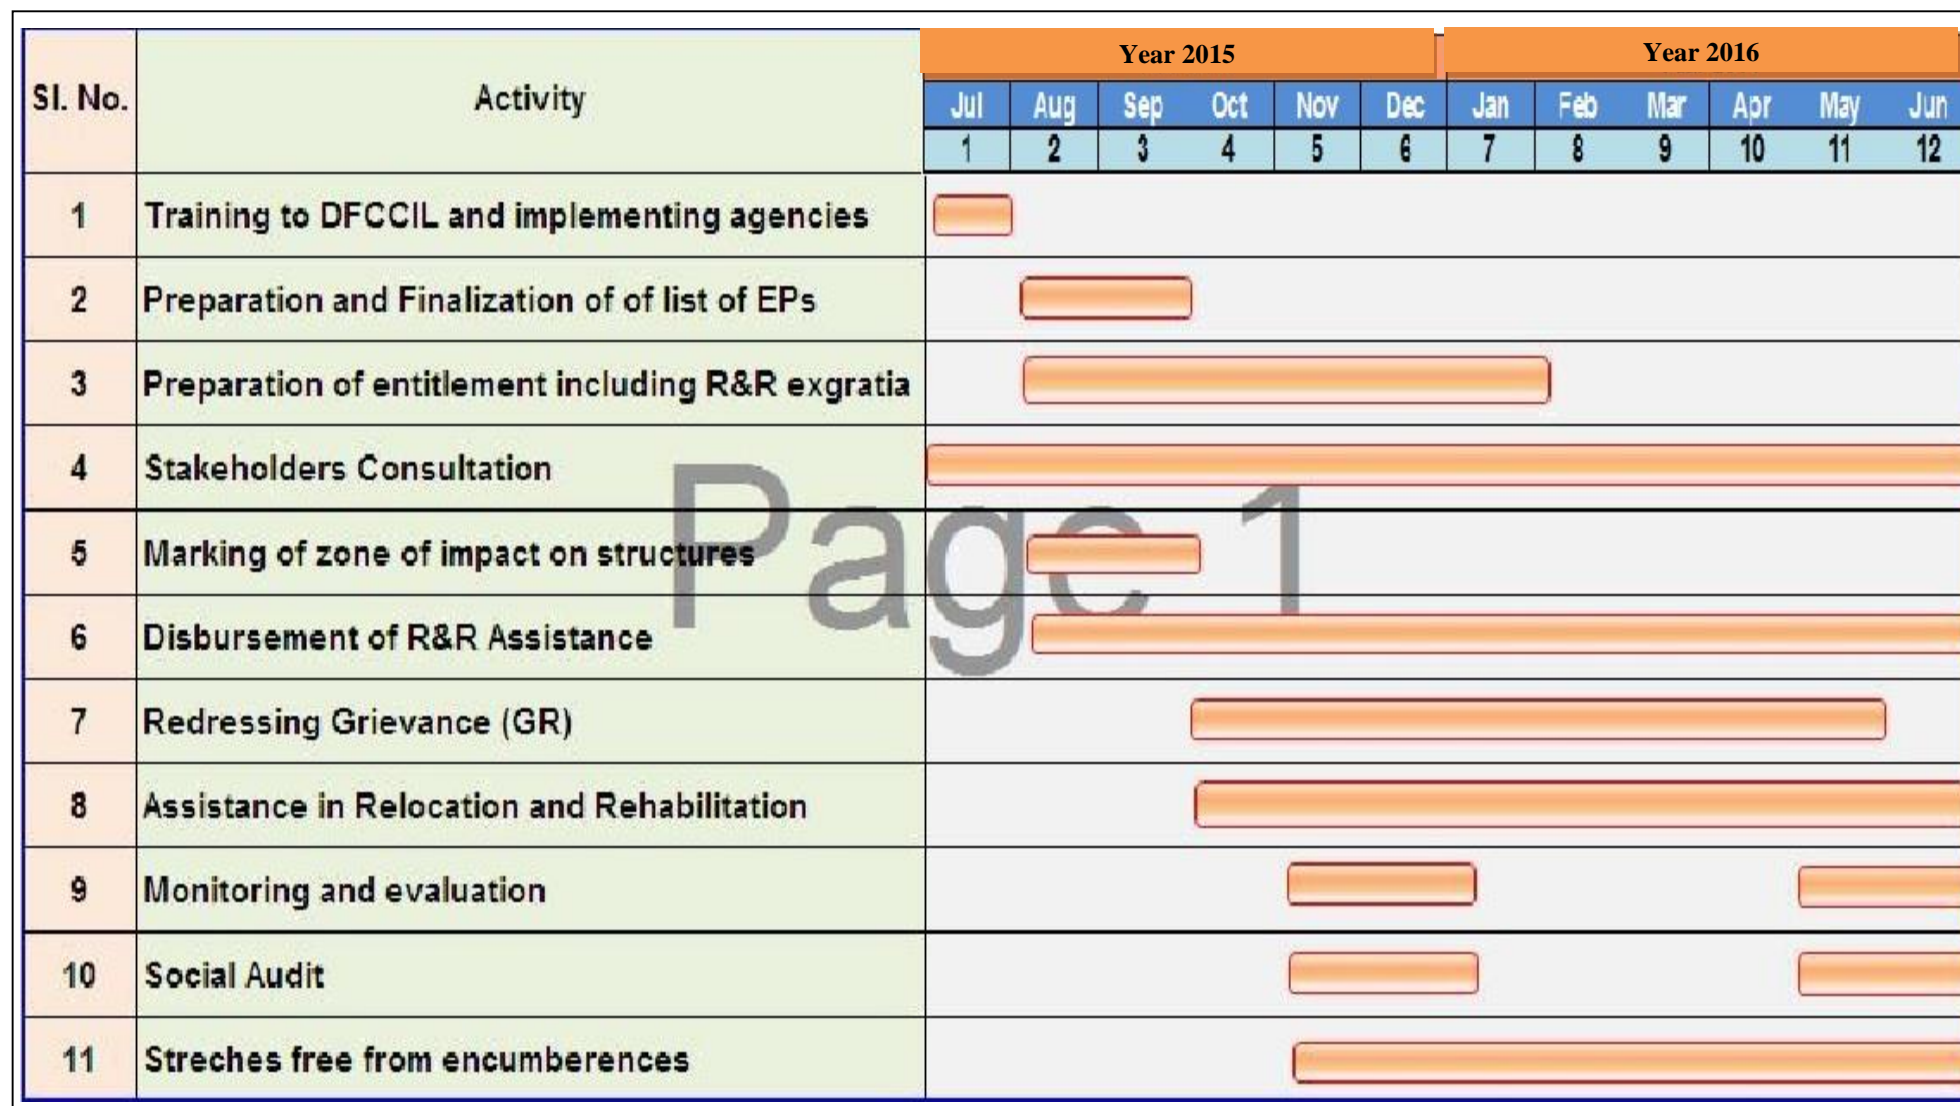 Sl. No.
Activity
Year 2015
Year 2016
Jul Aug Sep Oct Nov Dec Jan Feb Mar Apr May Jun
1 2 3 4 5 6 7 8 9 10 11 12
1 Training to DFCCIL and implementing agencies
2 Preparation and Finalization of of list of EPs
3 Preparation of entitlement including R&R exgratia
4 Stakeholders Consultation
Page 1
5 Marking of zone of impact on structures
6 Disbursement of R&R Assistance
7 Redressing Grievance (GR)
8 Assistance in Relocation and Rehabilitation
9 Monitoring and evaluation
10 Social Audit
11 Streches free from encumberences